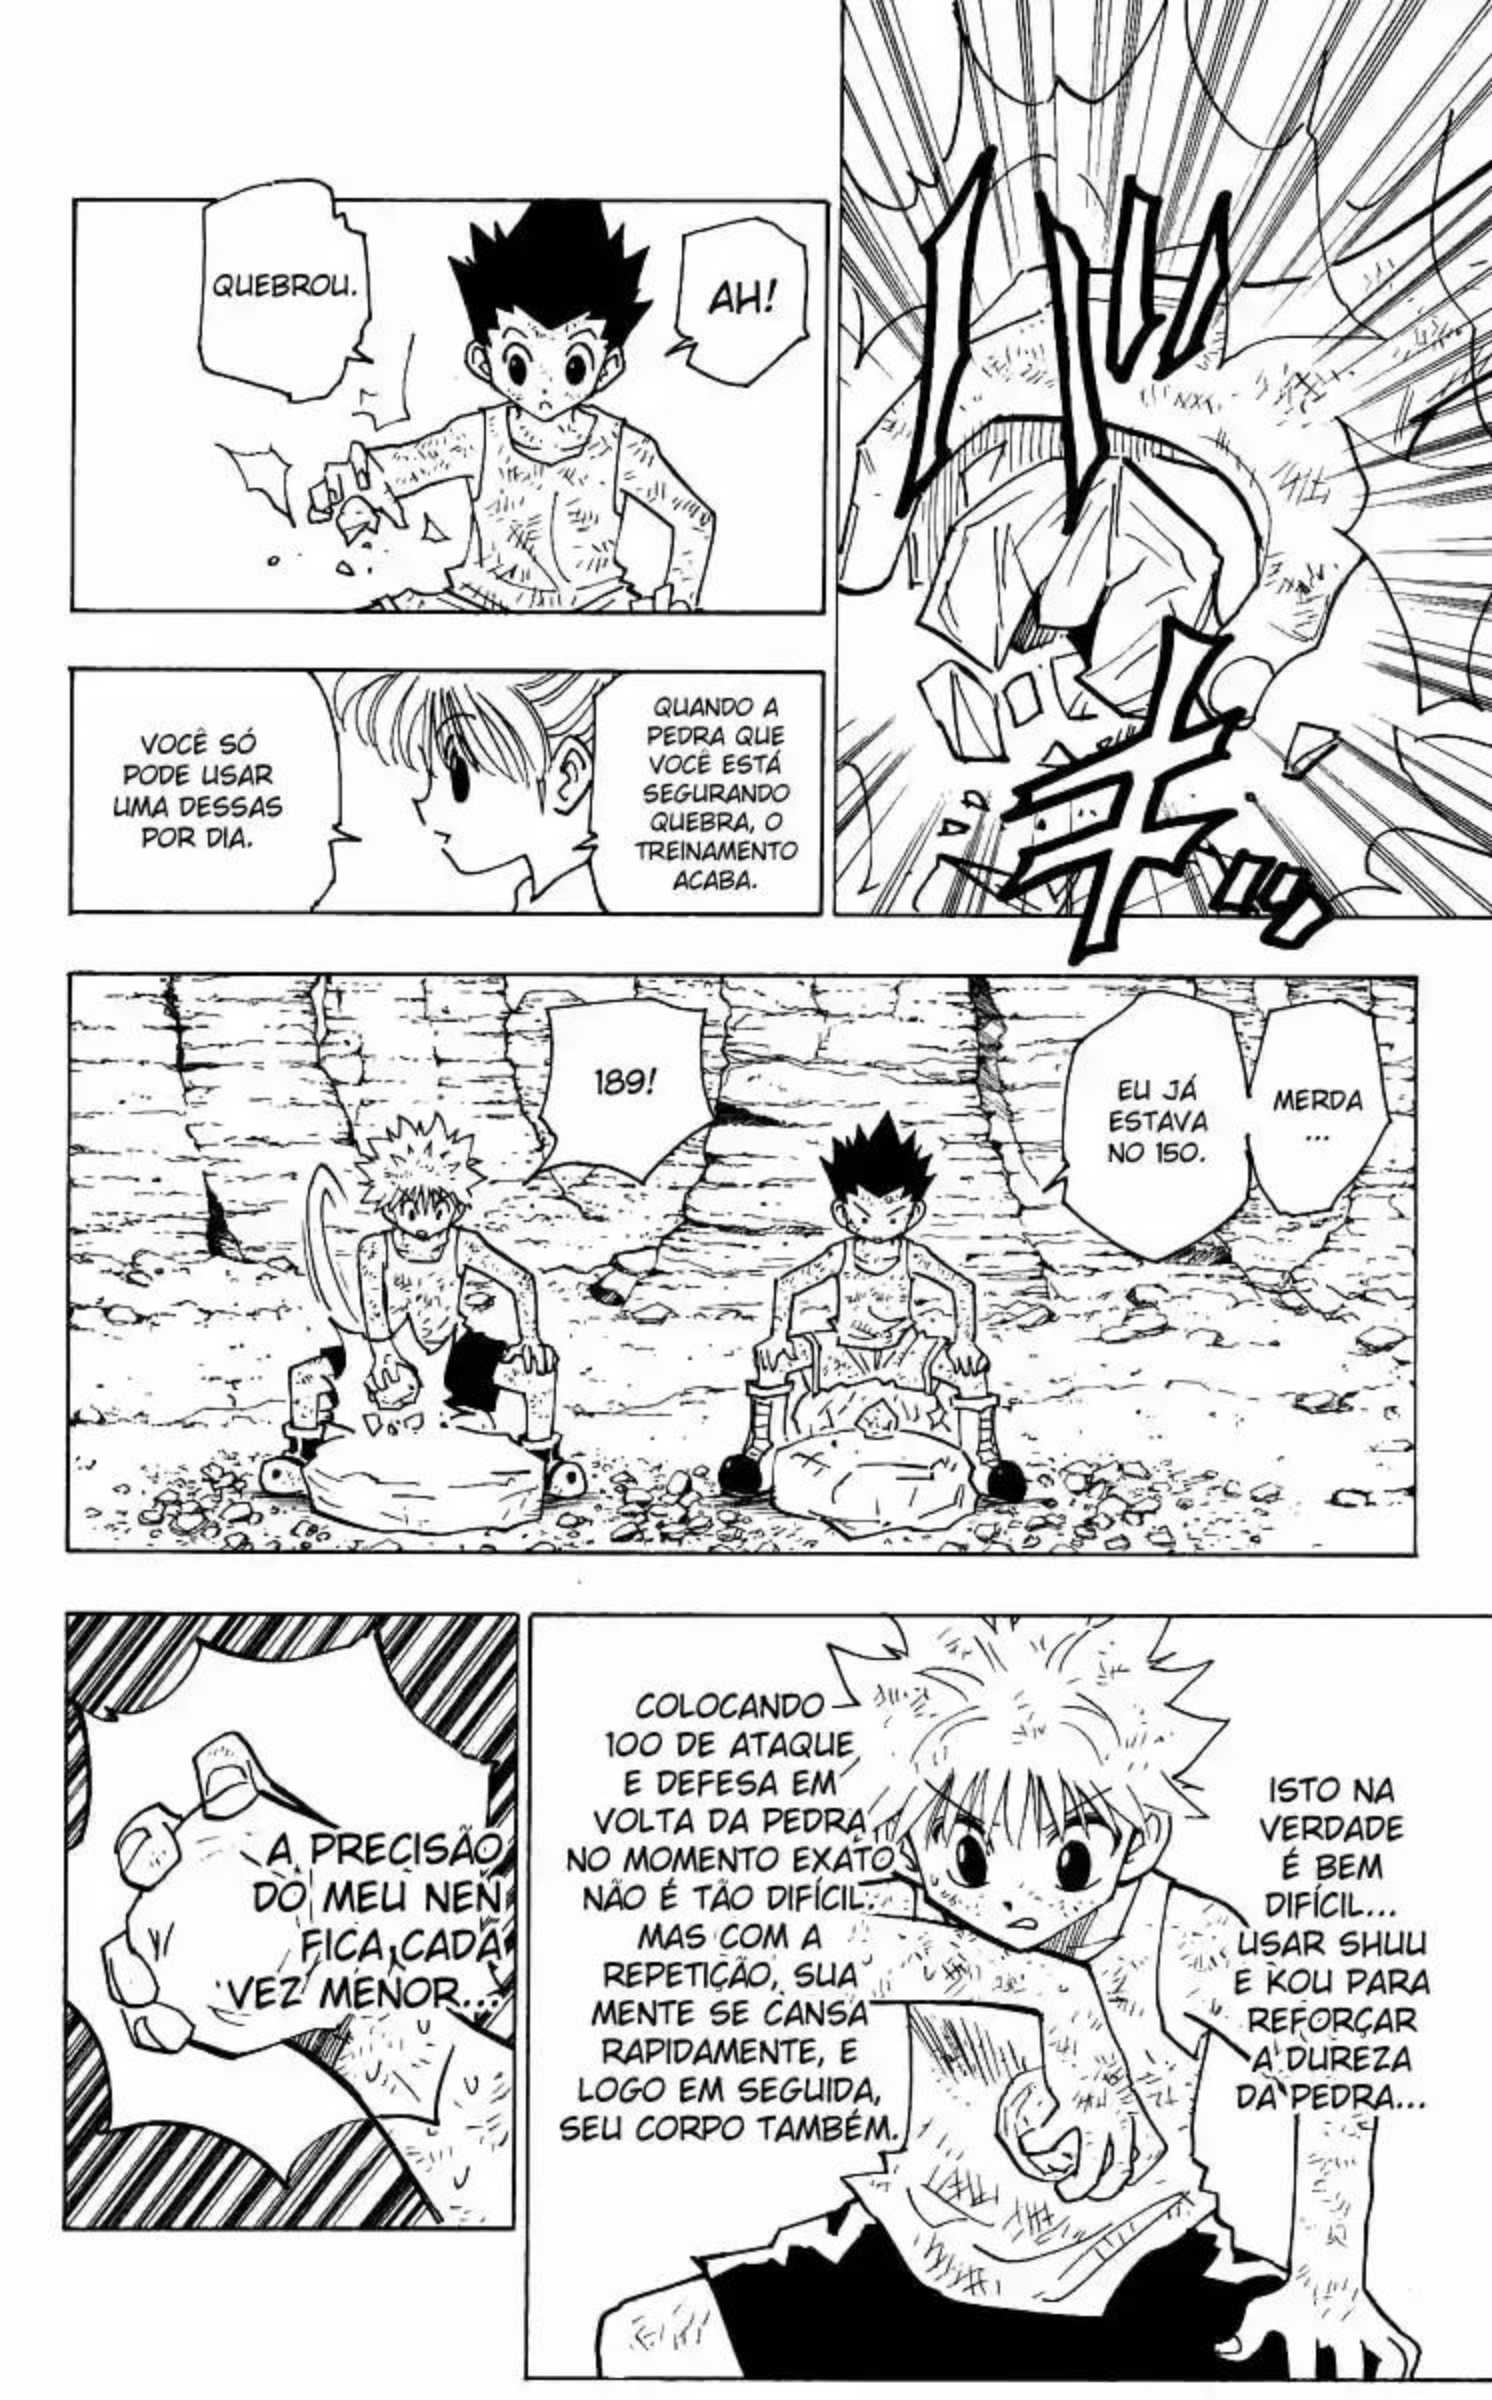 バガッ
AH!
QUEBROU.
QUANDO A
PEDRA QUE
VOCÊ ESTÁ
SEGURANDO
QUEBRA, O
TREINAMENTO
ACABA.
VOCÊ SÓ
PODE USAR
UMA DESSAS
POR DIA.
MERDA
...
EU JÁ
ESTAVA
NO 150.
189!
ISTO NA
VERDADE
É BEM
DIFÍCIL...
USAR SHUU
E KOU PARA
REFORÇAR
A DUREZA
DA PEDRA...
COLOCANDO
100 DE ATAQUE
E DEFESA EM
VOLTA DA PEDRA
NO MOMENTO EXATO
NÃO É TÃO DIFÍCIL.
MAS COM A
REPETIÇÃO, SUA
MENTE SE CANSA
RAPIDAMENTE, E
LOGO EM SEGUIDA,
SEU CORPO TAMBÉM.
A PRECISÃO
DO MEU NEN
FICA CADA
VEZ MENOR...